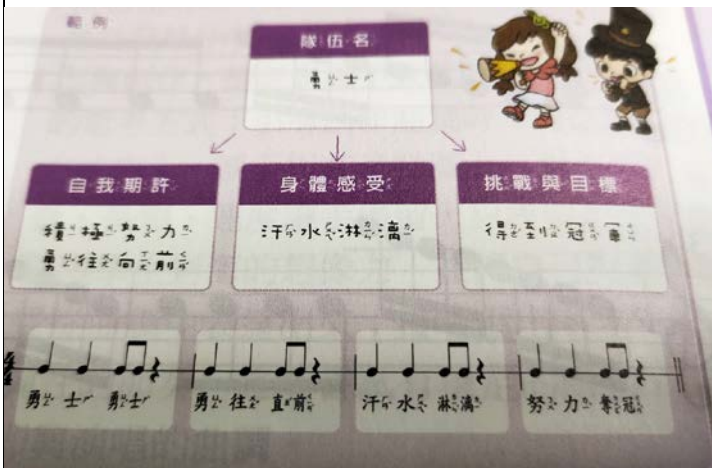 範例
隊伍名
勇士
自我期許
身體感受
挑戰與目標
積極努力
勇往向前
汗水淋漓
得到冠軍
勇士 勇士
勇往直前
汗水淋漓
努力奪冠